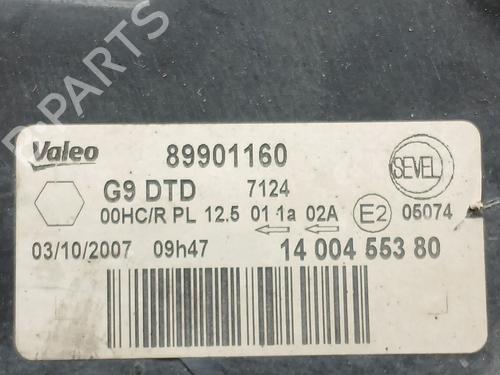 B-PARTS
Valeo 89901160 SEVEL
G9 DTD 7124
00HC/R PL 12.5 01 1a 02A E2 05074
03/10/2007 09h47 14 004 553 80